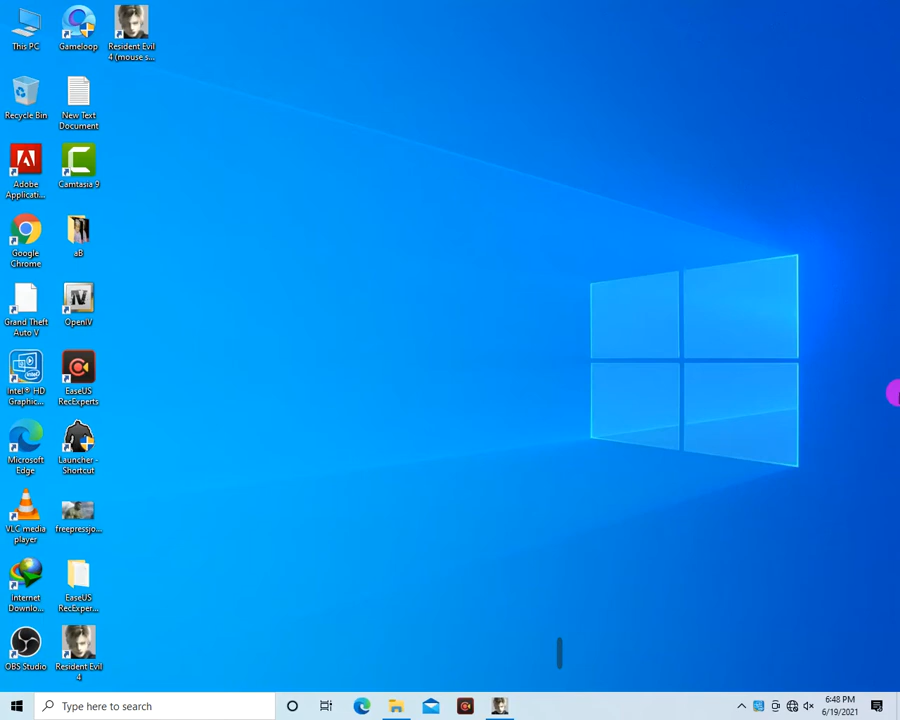 This PC
Gameloop
Resident Evil
4 (mouse s...
Recycle Bin
New Text
Document
Adobe
Applicati...
Camtasia 9
Google
Chrome
aB
Grand Theft
Auto V
OpenIV
Intel® HD
Graphic...
EaseUS
RecExperts
Microsoft
Edge
Launcher -
Shortcut
VLC media
player
freepressjo...
Internet
Downlo...
EaseUS
RecExper...
OBS Studio
Resident Evil
4
Type here to search
6:48 PM
6/19/2021